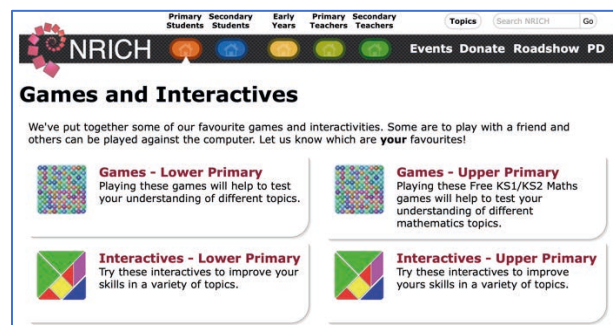 Primary Students
Secondary Students
Early Years
Primary Teachers
Secondary Teachers
Topics
Search NRICH
Go
NRICH
Events Donate Roadshow PD
Games and Interactives
We've put together some of our favourite games and interactivities. Some are to play with a friend and
others can be played against the computer. Let us know which are your favourites!
Games - Lower Primary
Playing these games will help to test
your understanding of different topics.
Games - Upper Primary
Playing these Free KS1/KS2 Maths
games will help to test your
understanding of different
mathematics topics.
Interactives - Lower Primary
Try these interactives to improve your
skills in a variety of topics.
Interactives - Upper Primary
Try these interactives to improve
yours skills in a variety of topics.